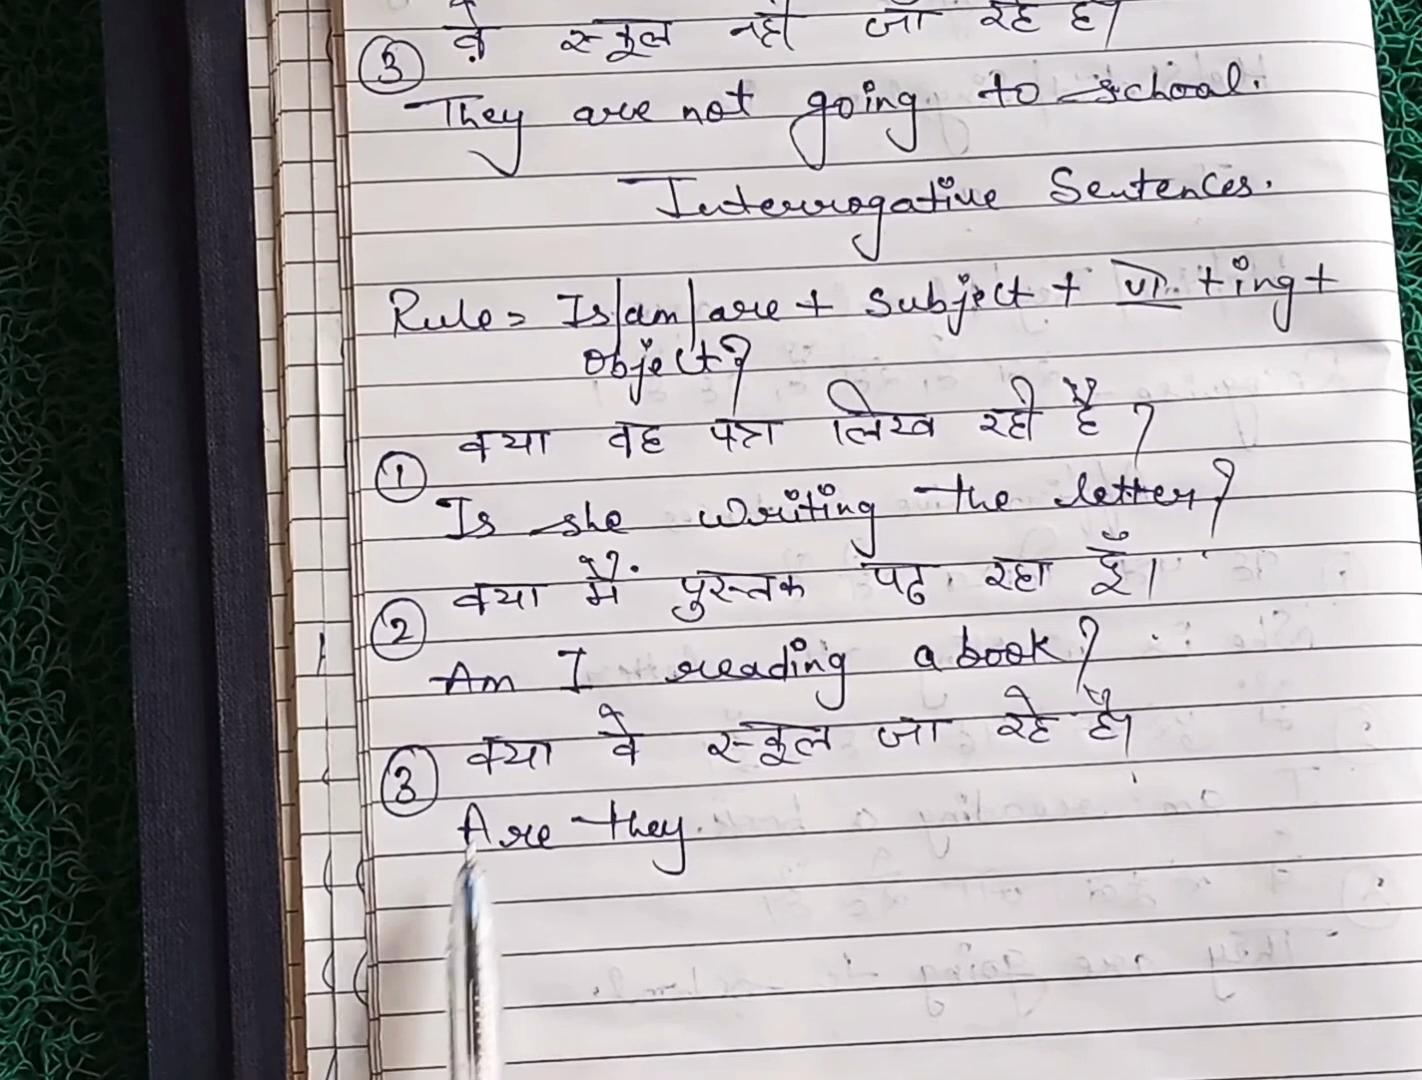 ③ वे स्कूल नहीं जा रहे है।
They are not going to school.
Interrogative Sentences.
Rule = Is/am/are + Subject + V1 + ing +
object?
① क्या वह पत्र लिख रही है ?
Is she writing the letter?
② क्या मैं पुस्तक पढ़ रहा हूँ।
Am I reading a book?
③ क्या वे स्कूल जा रहे है।
Are they